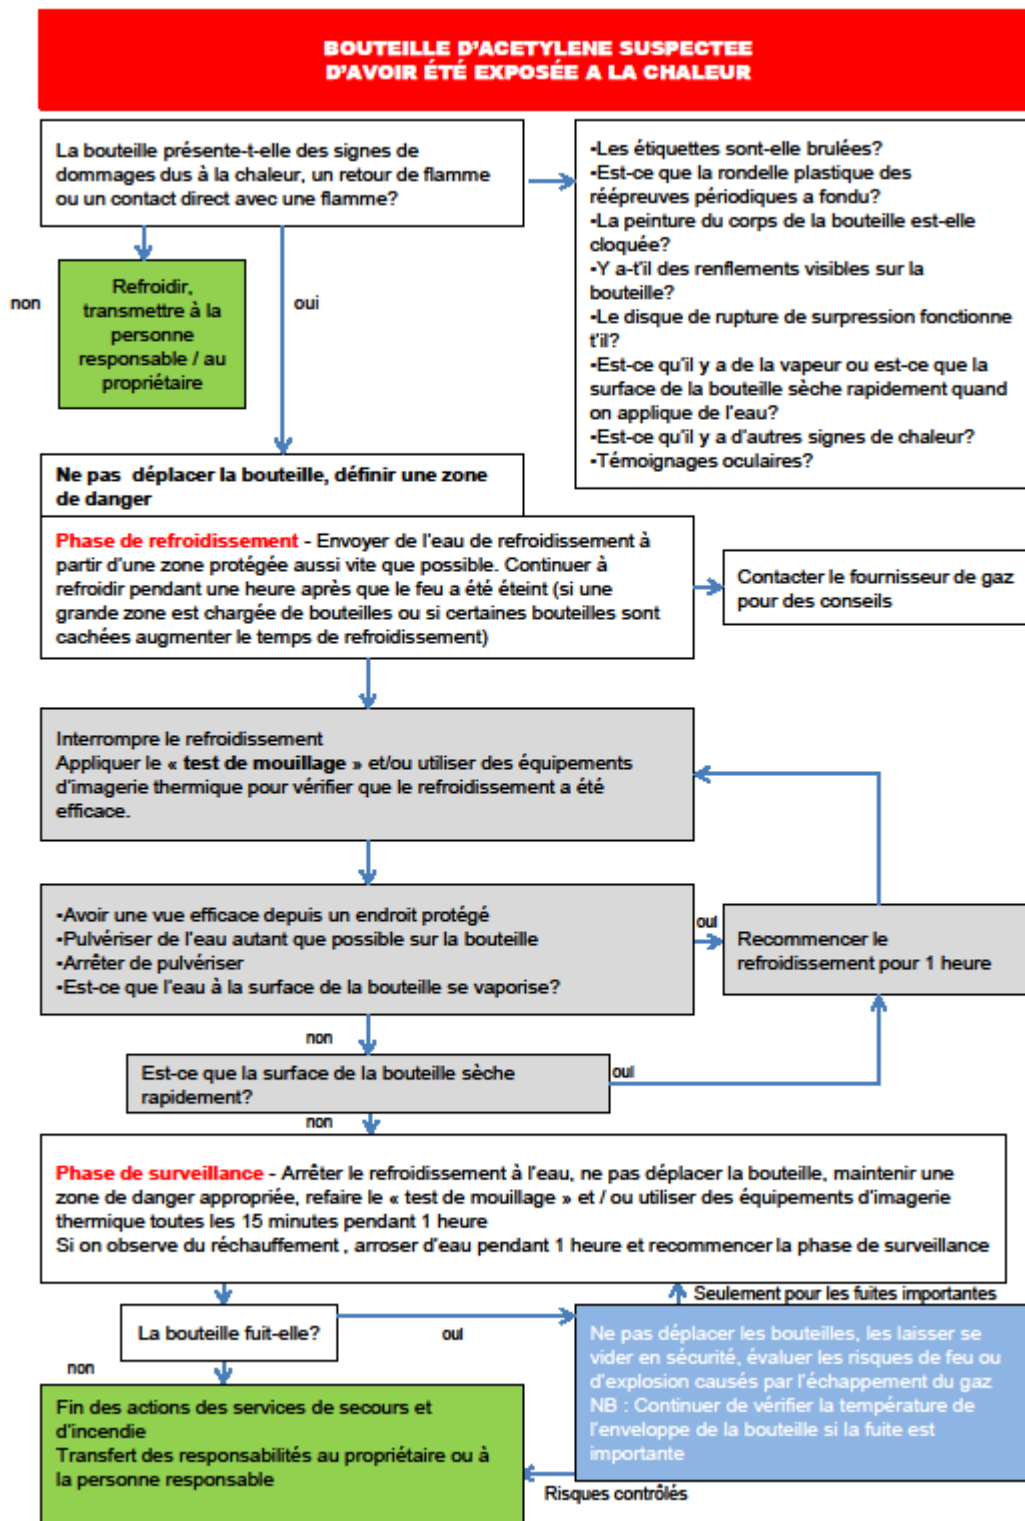 BOUTEILLE D'ACETYLENE SUSPECTEE
D'AVOIR ÉTÉ EXPOSÉE A LA CHALEUR
La bouteille présente-t-elle des signes de
dommages dus à la chaleur, un retour de flamme
ou un contact direct avec une flamme?
▪Les étiquettes sont-elle brulées?
▪Est-ce que la rondelle plastique des
réépreuves périodiques a fondu?
▪La peinture du corps de la bouteille est-elle
cloquée?
▪Y a-t'il des renflements visibles sur la
bouteille?
▪Le disque de rupture de surpression fonctionne
t'il?
▪Est-ce qu'il y a de la vapeur ou est-ce que la
surface de la bouteille sèche rapidement quand
on applique de l'eau?
▪Est-ce qu'il y a d'autres signes de chaleur?
▪Témoignages oculaires?
non
Refroidir,
transmettre à la
personne
responsable / au
propriétaire
oui
Ne pas déplacer la bouteille, définir une zone
de danger
Phase de refroidissement - Envoyer de l'eau de refroidissement à
partir d'une zone protégée aussi vite que possible. Continuer à
refroidir pendant une heure après que le feu a été éteint (si une
grande zone est chargée de bouteilles ou si certaines bouteilles sont
cachées augmenter le temps de refroidissement)
Contacter le fournisseur de gaz
pour des conseils
Interrompre le refroidissement
Appliquer le « test de mouillage » et/ou utiliser des équipements
d'imagerie thermique pour vérifier que le refroidissement a été
efficace.
▪Avoir une vue efficace depuis un endroit protégé
▪Pulvériser de l'eau autant que possible sur la bouteille
▪Arrêter de pulvériser
▪Est-ce que l'eau à la surface de la bouteille se vaporise?
oui
Recommencer le
refroidissement pour 1 heure
non
Est-ce que la surface de la bouteille sèche
rapidement?
oui
non
Phase de surveillance - Arrêter le refroidissement à l'eau, ne pas déplacer la bouteille, maintenir une
zone de danger appropriée, refaire le « test de mouillage » et / ou utiliser des équipements d'imagerie
thermique toutes les 15 minutes pendant 1 heure
Si on observe du réchauffement , arroser d'eau pendant 1 heure et recommencer la phase de surveillance
Seulement pour les fuites importantes
La bouteille fuit-elle?
oui
Ne pas déplacer les bouteilles, les laisser se
vider en sécurité, évaluer les risques de feu ou
d'explosion causés par l'échappement du gaz
NB : Continuer de vérifier la température de
l'enveloppe de la bouteille si la fuite est
importante
non
Fin des actions des services de secours et
d'incendie
Transfert des responsabilités au propriétaire ou à
la personne responsable
Risques contrôlés